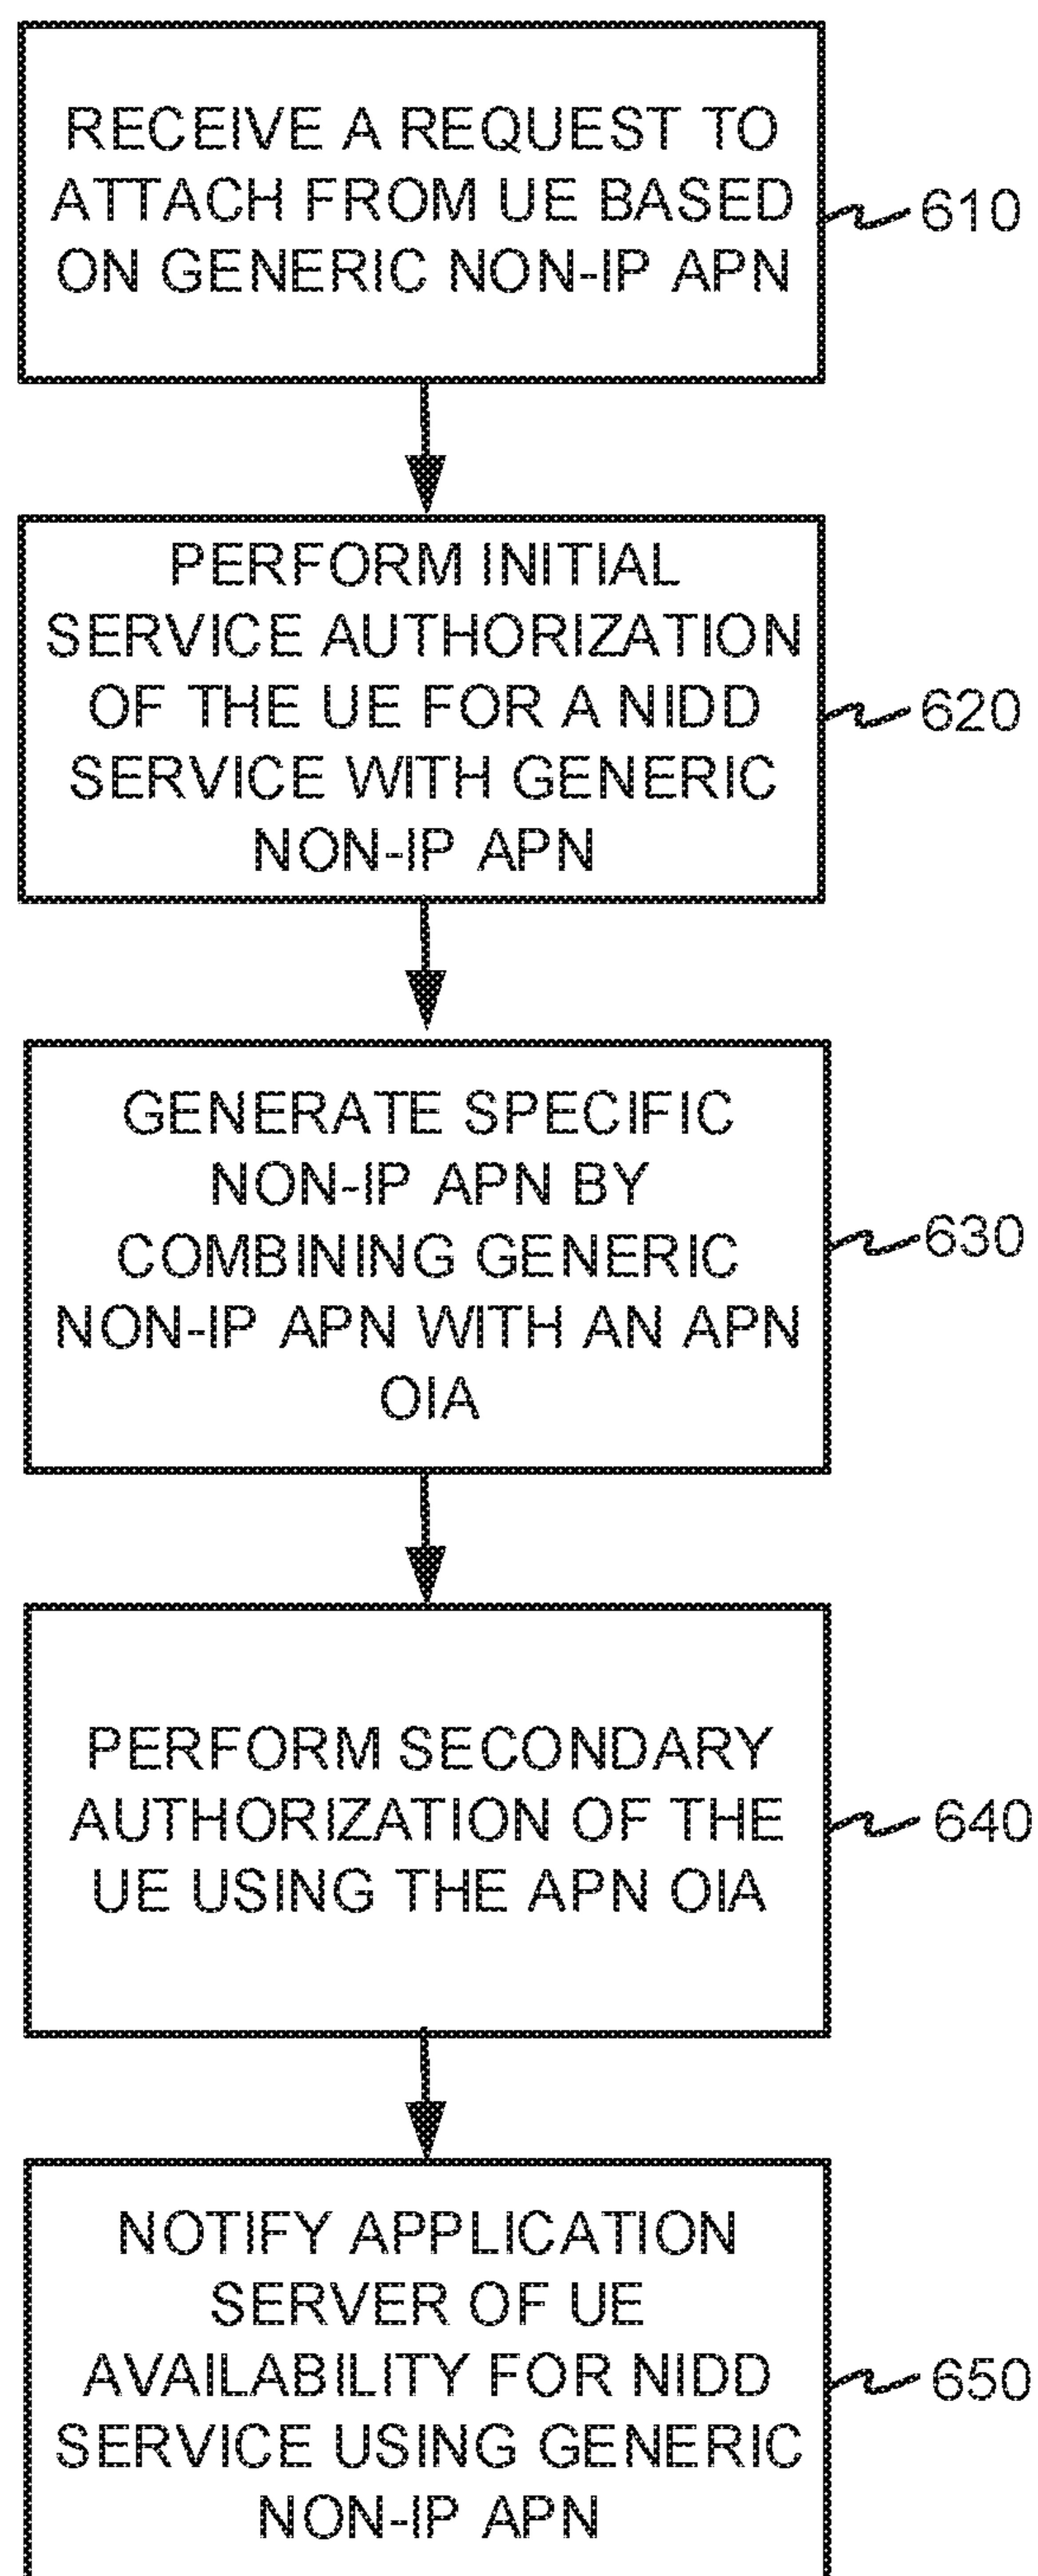 RECEIVE A REQUEST TO
ATTACH FROM UE BASED
ON GENERIC NON-IP APN
610
PERFORM INITIAL
SERVICE AUTHORIZATION
OF THE UE FOR A NIDD
SERVICE WITH GENERIC
NON-IP APN
620
GENERATE SPECIFIC
NON-IP APN BY
COMBINING GENERIC
NON-IP APN WITH AN APN
OIA
630
PERFORM SECONDARY
AUTHORIZATION OF THE
UE USING THE APN OIA
640
NOTIFY APPLICATION
SERVER OF UE
AVAILABILITY FOR NIDD
SERVICE USING GENERIC
NON-IP APN
650